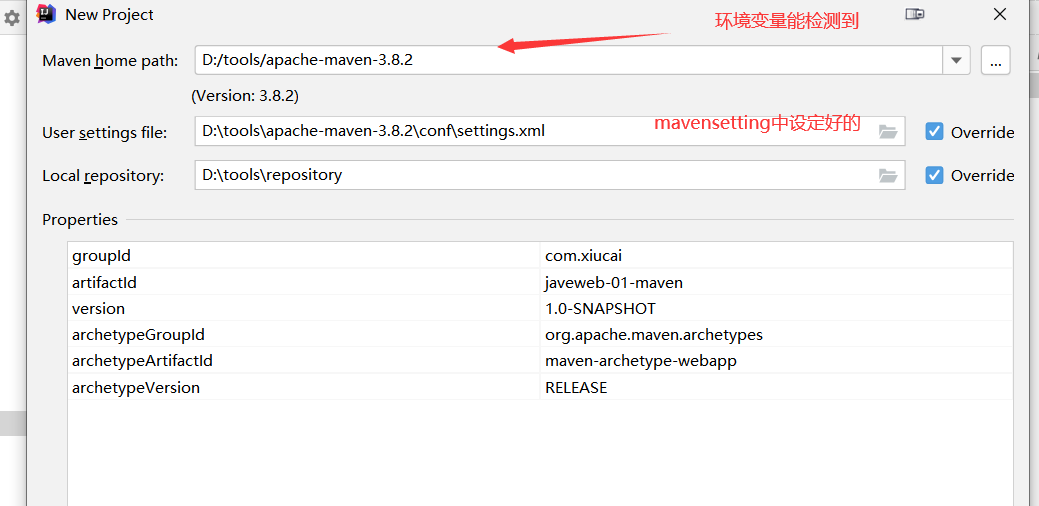 New Project
环境变量能检测到
Maven home path: D:/tools/apache-maven-3.8.2 ...
(Version: 3.8.2)
User settings file: D:\tools\apache-maven-3.8.2\conf\settings.xml mavensetting中设定好的 Override
Local repository: D:\tools\repository Override
Properties
groupId com.xiucai
artifactId javeweb-01-maven
version 1.0-SNAPSHOT
archetypeGroupId org.apache.maven.archetypes
archetypeArtifactId maven-archetype-webapp
archetypeVersion RELEASE